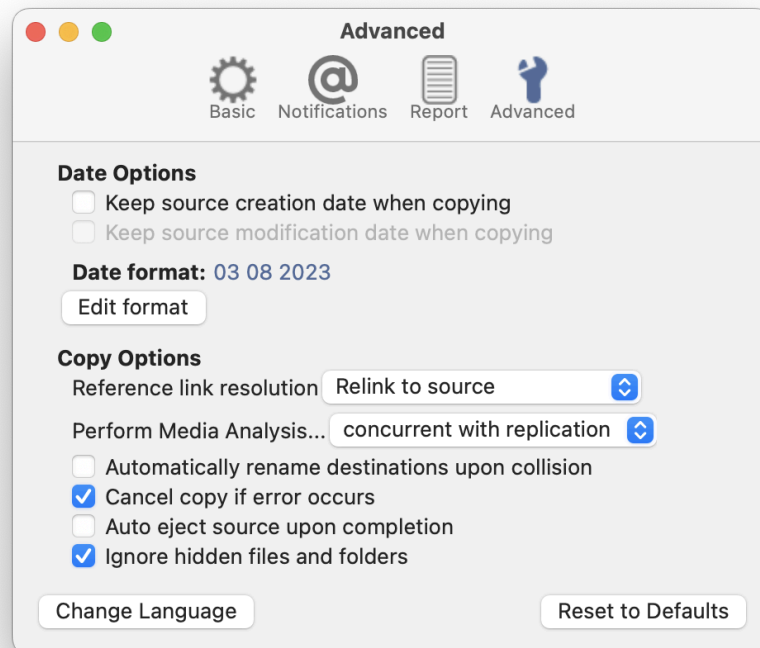 Advanced
Basic Notifications Report Advanced
Date Options
Keep source creation date when copying
Keep source modification date when copying
Date format: 03 08 2023
Edit format
Copy Options
Reference link resolution Relink to source
Perform Media Analysis... concurrent with replication
Automatically rename destinations upon collision
Cancel copy if error occurs
Auto eject source upon completion
Ignore hidden files and folders
Change Language Reset to Defaults